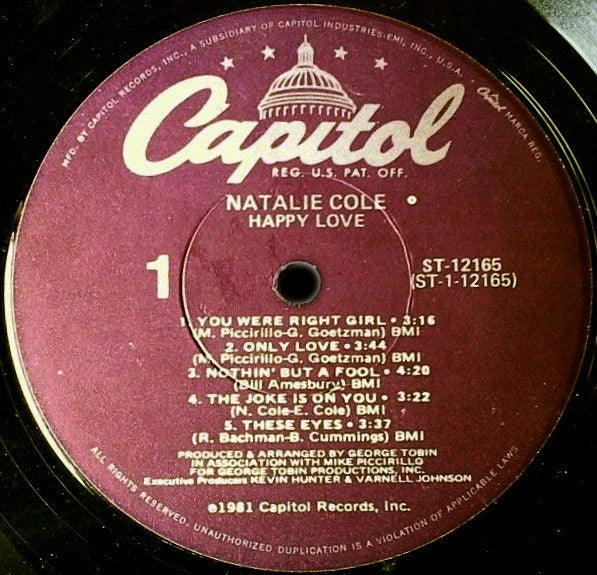 MFD. BY CAPITOL RECORDS, INC., A SUBSIDIARY OF CAPITOL INDUSTRIES-EMI, INC., U.S.A. • Capitol MARCA REG.
Capitol
REG. U.S. PAT. OFF.
NATALIE COLE
HAPPY LOVE
1
ST-12165
(ST-1-12165)
1. YOU WERE RIGHT GIRL • 3:16
(M. Piccirillo-G. Goetzman) BMI
2. ONLY LOVE • 3:44
(M. Piccirillo-G. Goetzman) BMI
3. NOTHIN' BUT A FOOL • 4:20
(Bill Amesbury) BMI
4. THE JOKE IS ON YOU • 3:22
(N. Cole-E. Cole) BMI
5. THESE EYES • 3:37
(R. Bachman-B. Cummings) BMI
PRODUCED & ARRANGED BY GEORGE TOBIN
IN ASSOCIATION WITH MIKE PICCIRILLO
FOR GEORGE TOBIN PRODUCTIONS, INC.
Executive Producers KEVIN HUNTER & VARNELL JOHNSON
℗1981 Capitol Records, Inc.
ALL RIGHTS RESERVED. UNAUTHORIZED DUPLICATION IS A VIOLATION OF APPLICABLE LAWS